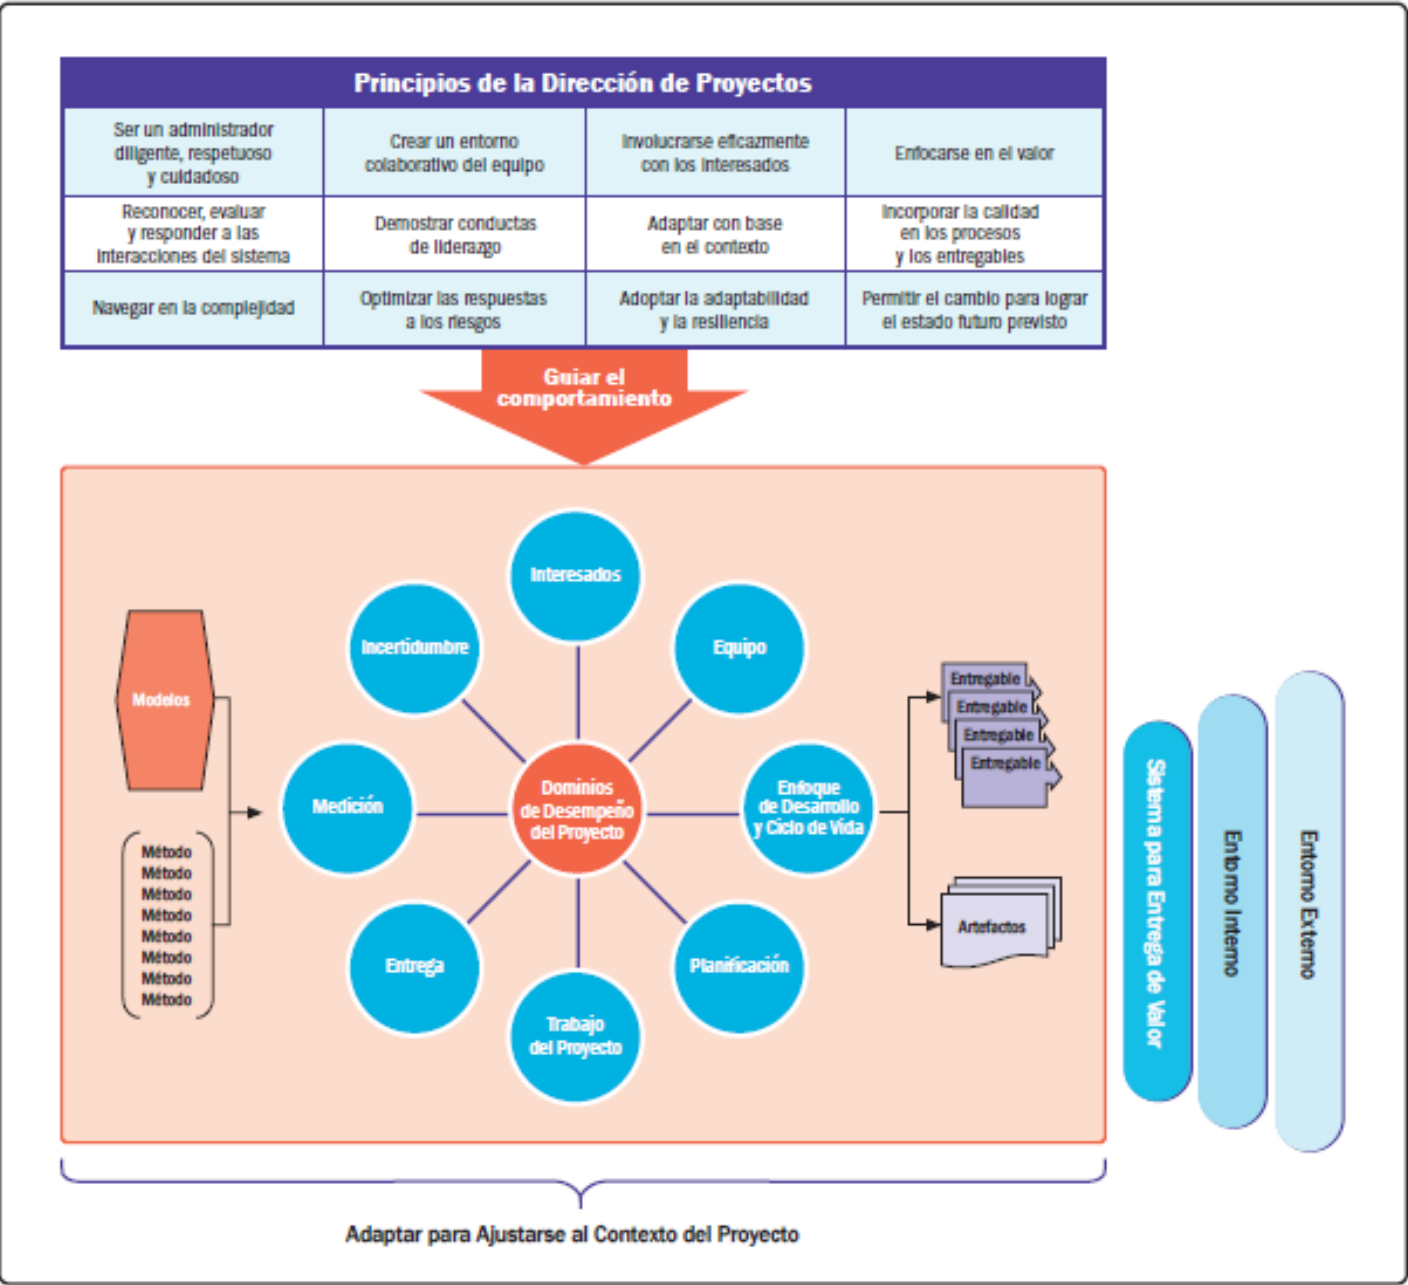 Principios de la Dirección de Proyectos
Ser un administrador
diligente, respetuoso
y cuidadoso
Crear un entorno
colaborativo del equipo
Involucrarse eficazmente
con los interesados
Enfocarse en el valor
Reconocer, evaluar
y responder a las
interacciones del sistema
Demostrar conductas
de liderazgo
Adaptar con base
en el contexto
Incorporar la calidad
en los procesos
y los entregables
Navegar en la complejidad
Optimizar las respuestas
a los riesgos
Adoptar la adaptabilidad
y la resiliencia
Permitir el cambio para lograr
el estado futuro previsto
Guiar el
comportamiento
Interesados
Incertidumbre
Equipo
Modelos
Medición
Dominios
de Desempeño
del Proyecto
Enfoque
de Desarrollo
y Ciclo de Vida
Entregable
Entregable
Entregable
Entregable
Método
Método
Método
Método
Método
Método
Método
Método
Entrega
Trabajo
del Proyecto
Planificación
Artefactos
Sistema para Entrega de Valor
Entorno Interno
Entorno Externo
Adaptar para Ajustarse al Contexto del Proyecto